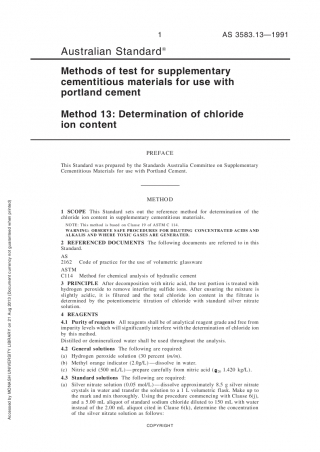 1
AS 3583.13—1991
Australian Standard®
Methods of test for supplementary
cementitious materials for use with
portland cement
Method 13: Determination of chloride
ion content
PREFACE
This Standard was prepared by the Standards Australia Committee on Supplementary
Cementitious Materials for use with Portland Cement.
METHOD
1 SCOPE This Standard sets out the reference method for determination of the
chloride ion content in supplementary cementitious materials.
NOTE: This method is based on Clause 19 of ASTM C 114.
WARNING: OBSERVE SAFE PROCEDURES FOR DILUTING CONCENTRATED ACIDS AND
ALKALIS AND WHERE TOXIC GASES ARE GENERATED.
2 REFERENCED DOCUMENTS The following documents are referred to in this
Standard:
AS
2162 Code of practice for the use of volumetric glassware
ASTM
C114 Method for chemical analysis of hydraulic cement
3 PRINCIPLE After decomposition with nitric acid, the test portion is treated with
hydrogen peroxide to remove interfering sulfide ions. After ensuring the mixture is
slightly acidic, it is filtered and the total chloride ion content in the filtrate is
determined by the potentiometric titration of chloride with standard silver nitrate
solution.
4 REAGENTS
4.1 Purity of reagents All reagents shall be of analytical reagent grade and free from
impurity levels which will significantly interfere with the determination of chloride ion
by this method.
Distilled or demineralized water shall be used throughout the analysis.
4.2 General solutions The following are required:
(a) Hydrogen peroxide solution (30 percent m/m).
(b) Methyl orange indicator (2.0g/L)—dissolve in water.
(c) Nitric acid (500 mL/L)—prepare carefully from nitric acid (ρ20 1.420 kg/L).
4.3 Standard solutions The following are required:
(a) Silver nitrate solution (0.05 mol/L)—dissolve approximately 8.5 g silver nitrate
crystals in water and transfer the solution to a 1 L volumetric flask. Make up to
the mark and mix thoroughly. Using the procedure commencing with Clause 6(j),
and a 5.00 mL aliquot of standard sodium chloride diluted to 150 mL with water
instead of the 2.00 mL aliquot cited in Clause 6(k), determine the concentration
of the silver nitrate solution as follows:
COPYRIGHT
Accessed by MONASH UNIVERSITY LIBRARY on 21 Aug 2013 (Document currency not guaranteed when printed)